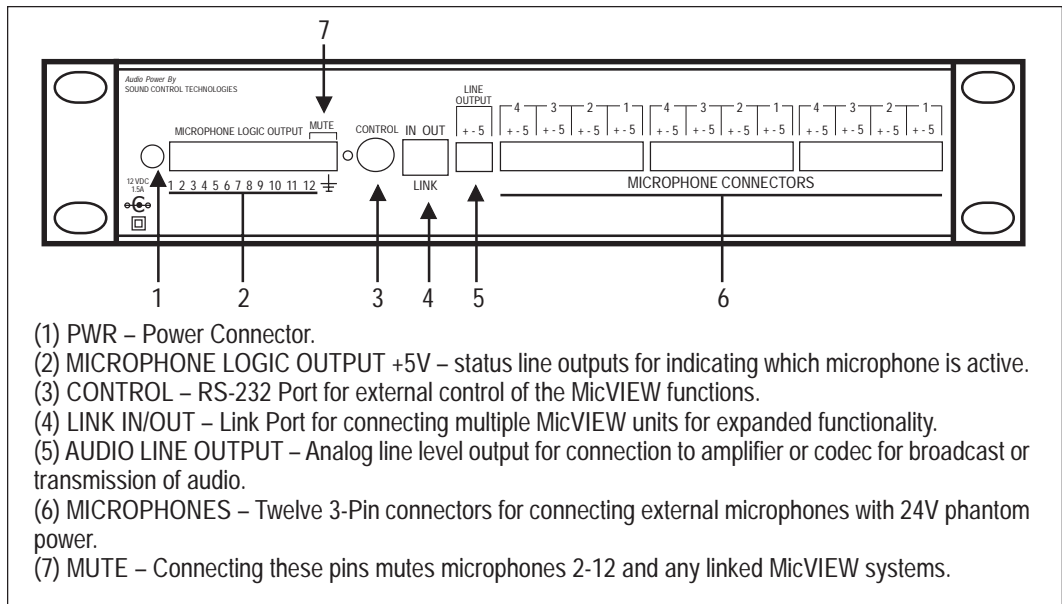 7
Audio Power By
SOUND CONTROL TECHNOLOGIES
LINE
OUTPUT
4 3 2 1 4 3 2 1 4 3 2 1
MICROPHONE LOGIC OUTPUT MUTE CONTROL IN OUT + - 5 + - 5 + - 5 + - 5 + - 5 + - 5 + - 5 + - 5 + - 5 + - 5 + - 5 + - 5 + - 5
12 VDC
1.5A
1 2 3 4 5 6 7 8 9 10 11 12 LINK MICROPHONE CONNECTORS
1 2 3 4 5 6
(1) PWR – Power Connector.
(2) MICROPHONE LOGIC OUTPUT +5V – status line outputs for indicating which microphone is active.
(3) CONTROL – RS-232 Port for external control of the MicVIEW functions.
(4) LINK IN/OUT – Link Port for connecting multiple MicVIEW units for expanded functionality.
(5) AUDIO LINE OUTPUT – Analog line level output for connection to amplifier or codec for broadcast or
transmission of audio.
(6) MICROPHONES – Twelve 3-Pin connectors for connecting external microphones with 24V phantom
power.
(7) MUTE – Connecting these pins mutes microphones 2-12 and any linked MicVIEW systems.